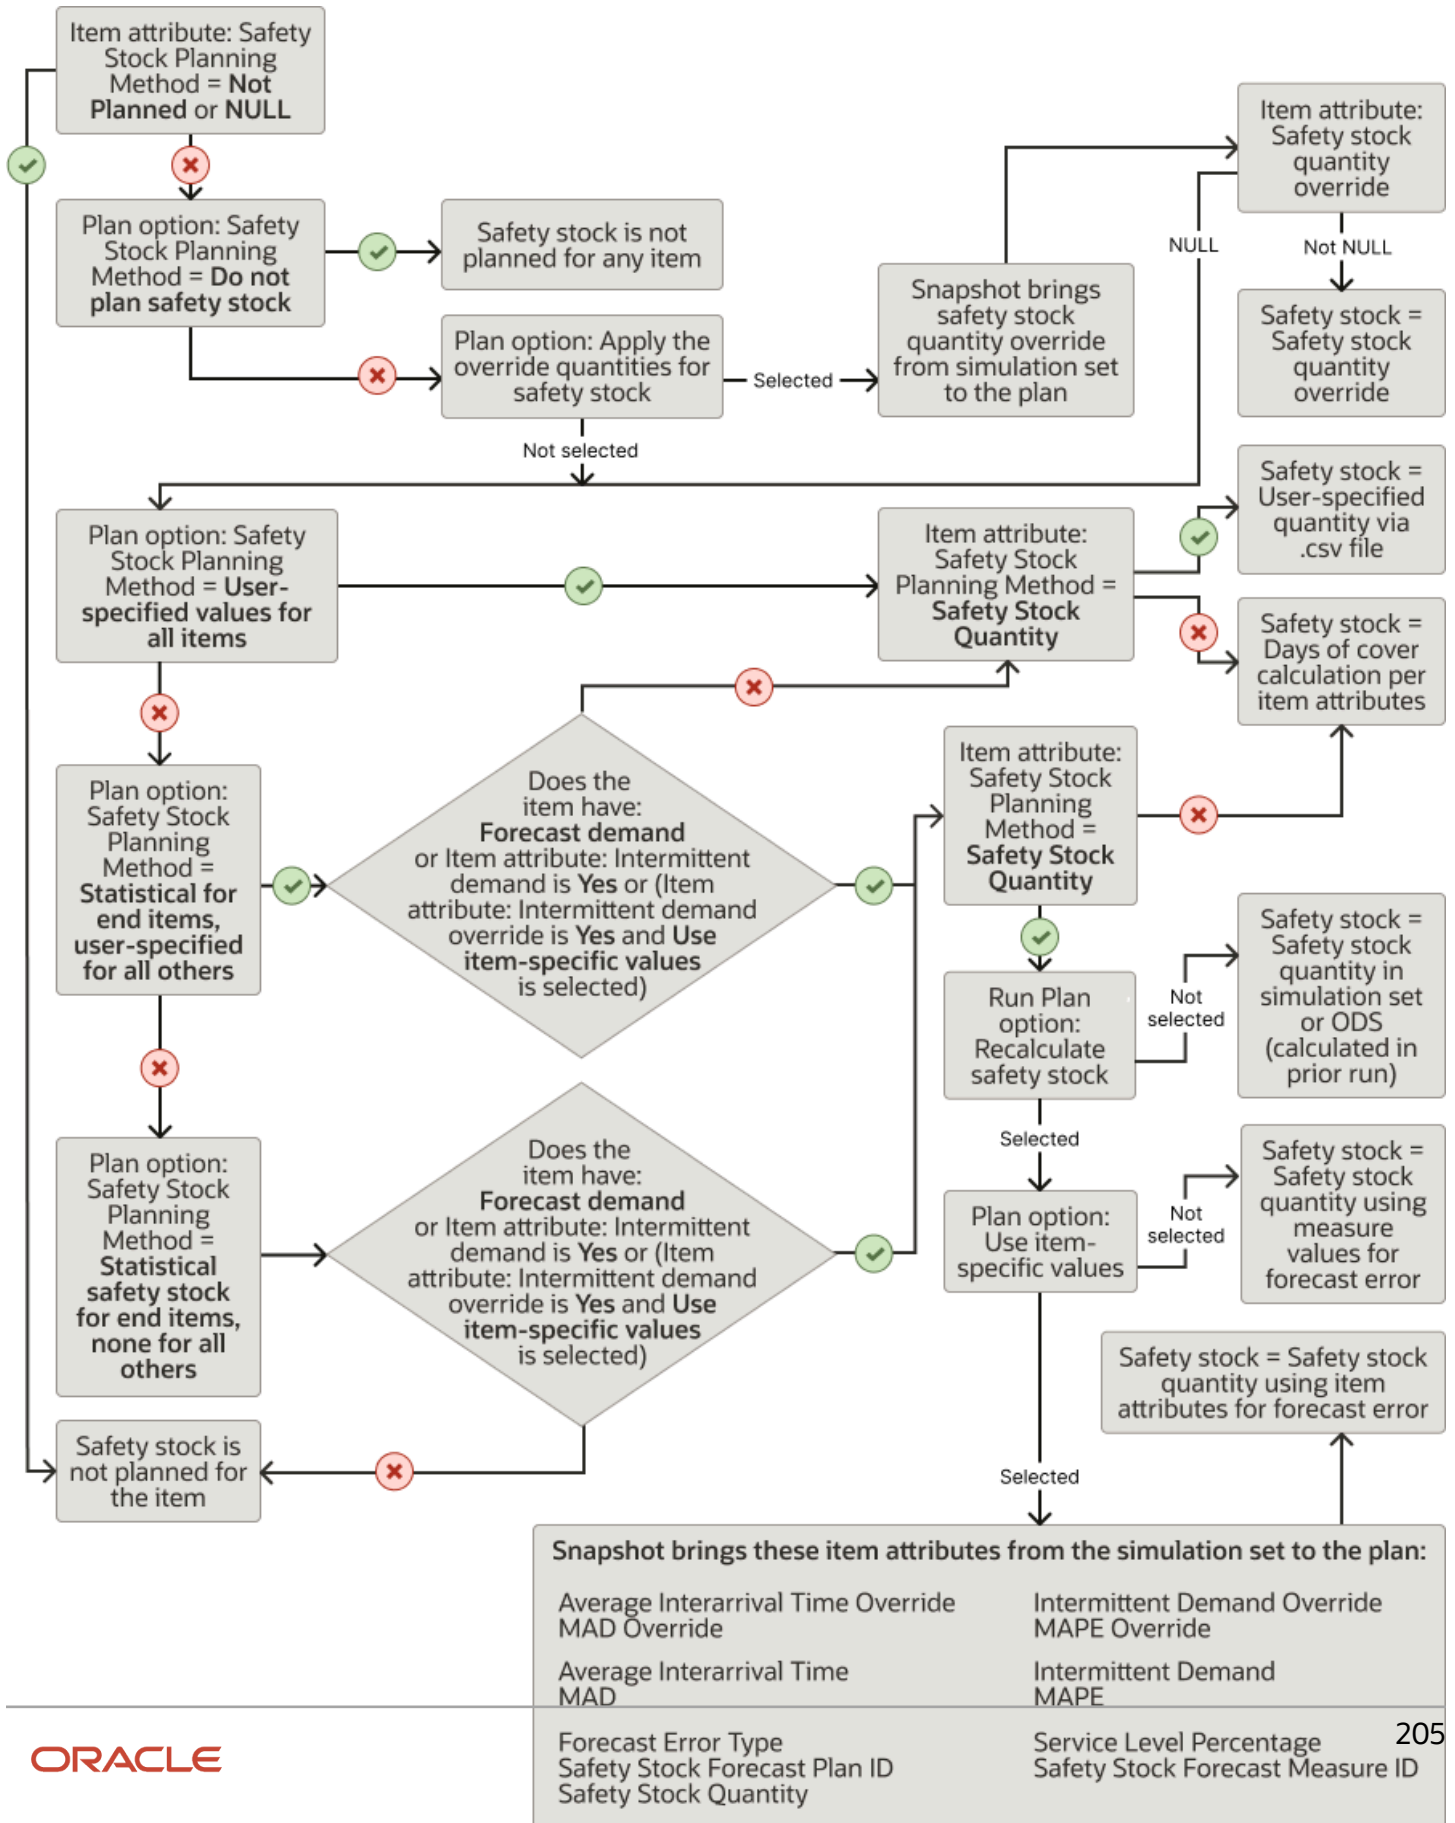 Item attribute: Safety
Stock Planning
Method = Not
Planned or NULL
Plan option: Safety
Stock Planning
Method = Do not
plan safety stock
Safety stock is not
planned for any item
Plan option: Apply the
override quantities for
safety stock
Selected
Not selected
Snapshot brings
safety stock
quantity override
from simulation set
to the plan
Item attribute:
Safety stock
quantity
override
NULL
Not NULL
Safety stock =
Safety stock
quantity
override
Plan option: Safety
Stock Planning
Method = User-
specified values for
all items
Item attribute:
Safety Stock
Planning Method =
Safety Stock
Quantity
Safety stock =
User-specified
quantity via
.csv file
Safety stock =
Days of cover
calculation per
item attributes
Plan option:
Safety Stock
Planning
Method =
Statistical for
end items,
user-specified
for all others
Does the
item have:
Forecast demand
or Item attribute: Intermittent
demand is Yes or (Item
attribute: Intermittent demand
override is Yes and Use
item-specific values
is selected)
Item attribute:
Safety Stock
Planning
Method =
Safety Stock
Quantity
Run Plan
option:
Recalculate
safety stock
Not
selected
Safety stock =
Safety stock
quantity in
simulation set
or ODS
(calculated in
prior run)
Selected
Plan option:
Use item-
specific values
Not
selected
Safety stock =
Safety stock
quantity using
measure
values for
forecast error
Plan option:
Safety Stock
Planning
Method =
Statistical
safety stock
for end items,
none for all
others
Does the
item have:
Forecast demand
or Item attribute: Intermittent
demand is Yes or (Item
attribute: Intermittent demand
override is Yes and Use
item-specific values
is selected)
Safety stock is
not planned for
the item
Selected
Safety stock = Safety stock
quantity using item
attributes for forecast error
Snapshot brings these item attributes from the simulation set to the plan:
Average Interarrival Time Override
MAD Override
Intermittent Demand Override
MAPE Override
Average Interarrival Time
MAD
Intermittent Demand
MAPE
Forecast Error Type
Safety Stock Forecast Plan ID
Safety Stock Quantity
Service Level Percentage
Safety Stock Forecast Measure ID
205
ORACLE